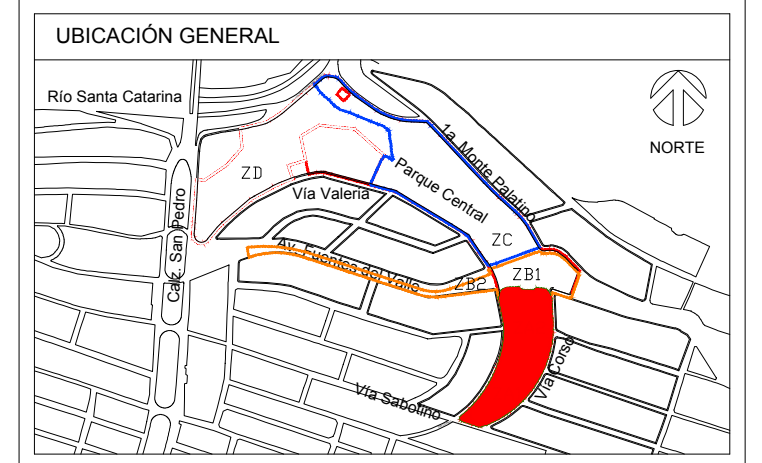 UBICACIÓN GENERAL
Río Santa Catarina
NORTE
1a. Monte Palatino
Parque Central
ZD
Vía Valeria
Calz. San Pedro
ZC
Av. Fuentes del Valle
ZB2
ZB1
Vía Corso
Vía Sabotino